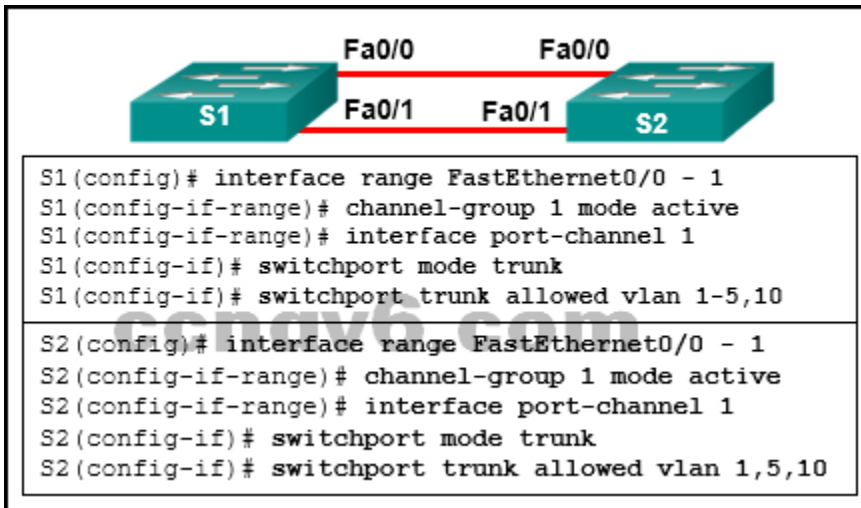 Fa0/0 Fa0/0
S1 Fa0/1 Fa0/1 S2
S1(config)# interface range FastEthernet0/0 - 1
S1(config-if-range)# channel-group 1 mode active
S1(config-if-range)# interface port-channel 1
S1(config-if)# switchport mode trunk
S1(config-if)# switchport trunk allowed vlan 1-5,10
ccnav6.com
S2(config)# interface range FastEthernet0/0 - 1
S2(config-if-range)# channel-group 1 mode active
S2(config-if-range)# interface port-channel 1
S2(config-if)# switchport mode trunk
S2(config-if)# switchport trunk allowed vlan 1,5,10